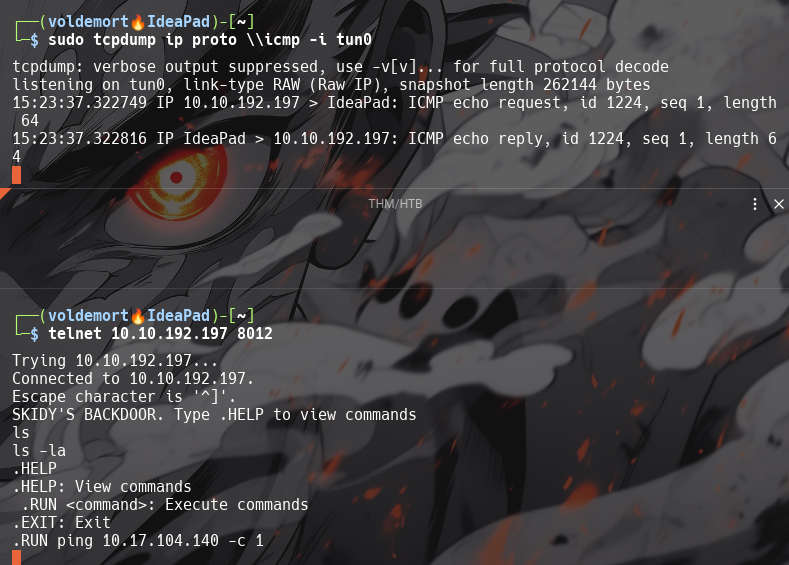 ┌──(voldemort🔥IdeaPad)-[~]
└─$ sudo tcpdump ip proto \\icmp -i tun0
tcpdump: verbose output suppressed, use -v[v]... for full protocol decode
listening on tun0, link-type RAW (Raw IP), snapshot length 262144 bytes
15:23:37.322749 IP 10.10.192.197 > IdeaPad: ICMP echo request, id 1224, seq 1, length
 64
15:23:37.322816 IP IdeaPad > 10.10.192.197: ICMP echo reply, id 1224, seq 1, length 6
4
THM/HTB
┌──(voldemort🔥IdeaPad)-[~]
└─$ telnet 10.10.192.197 8012
Trying 10.10.192.197...
Connected to 10.10.192.197.
Escape character is '^]'.
SKIDY'S BACKDOOR. Type .HELP to view commands
ls
ls -la
.HELP
.HELP: View commands
 .RUN <command>: Execute commands
.EXIT: Exit
.RUN ping 10.17.104.140 -c 1